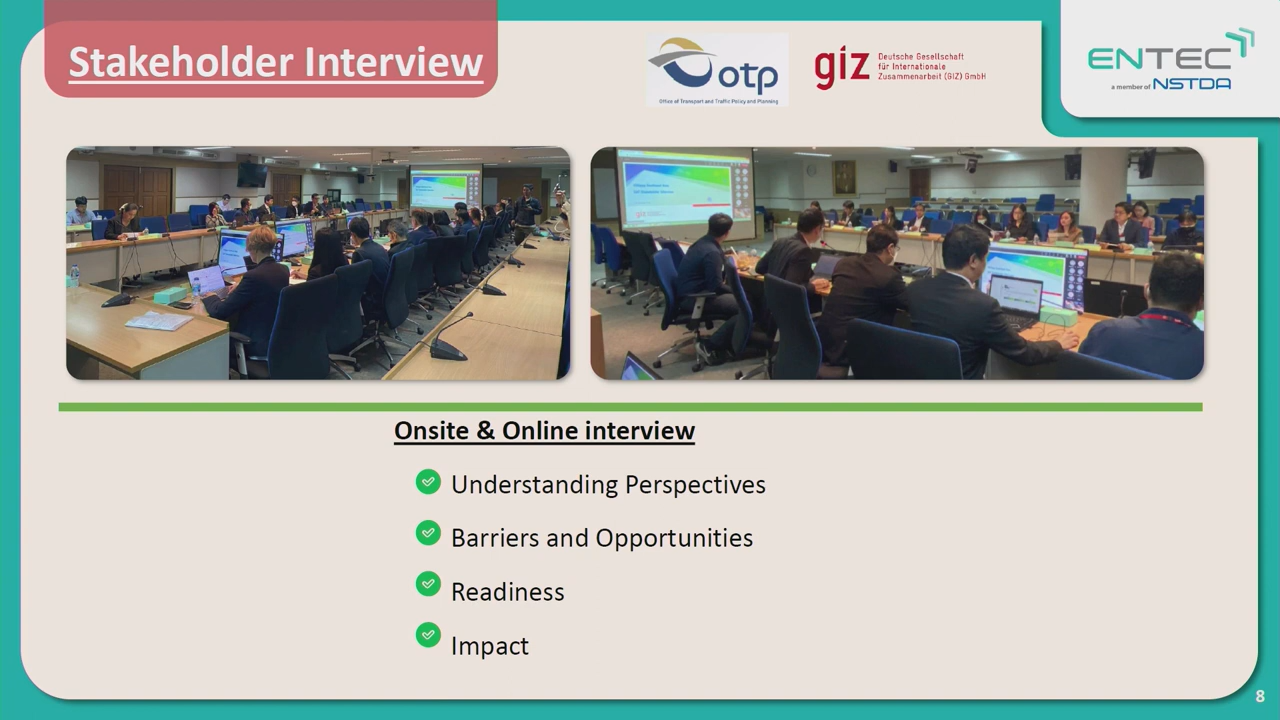 Stakeholder Interview
otp
Office of Transport and Traffic Policy and Planning
giz
Deutsche Gesellschaft
für Internationale
Zusammenarbeit (GIZ) GmbH
ENTEC
a member of NSTDA
giz
Onsite & Online interview
Understanding Perspectives
Barriers and Opportunities
Readiness
Impact
8